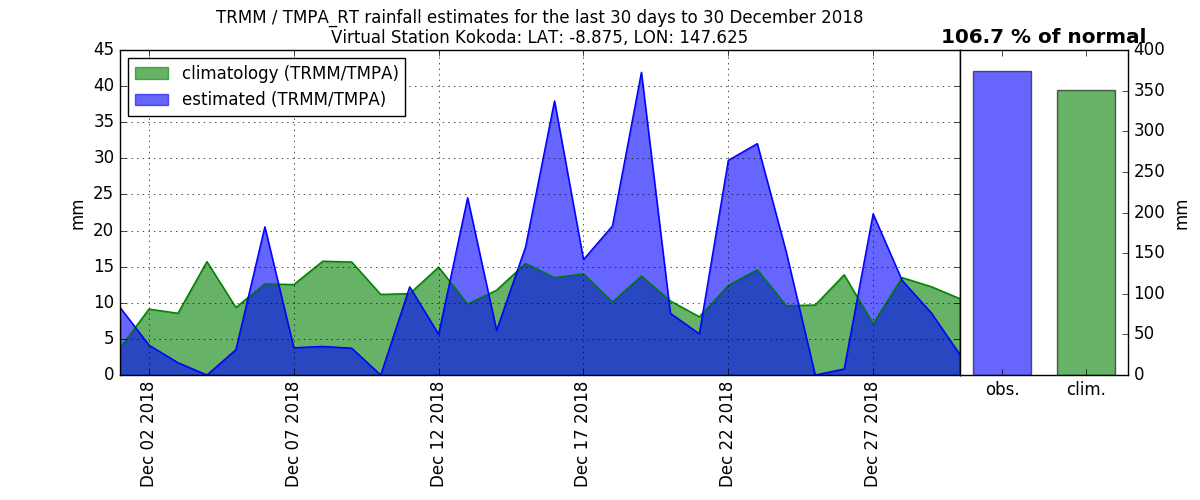 TRMM / TMPA_RT rainfall estimates for the last 30 days to 30 December 2018
Virtual Station Kokoda: LAT: -8.875, LON: 147.625
106.7 % of normal
climatology (TRMM/TMPA)
estimated (TRMM/TMPA)
mm
45
40
35
30
25
20
15
10
5
0
Dec 02 2018
Dec 07 2018
Dec 12 2018
Dec 17 2018
Dec 22 2018
Dec 27 2018
400
350
300
250
200
150
100
50
0
mm
obs.
clim.